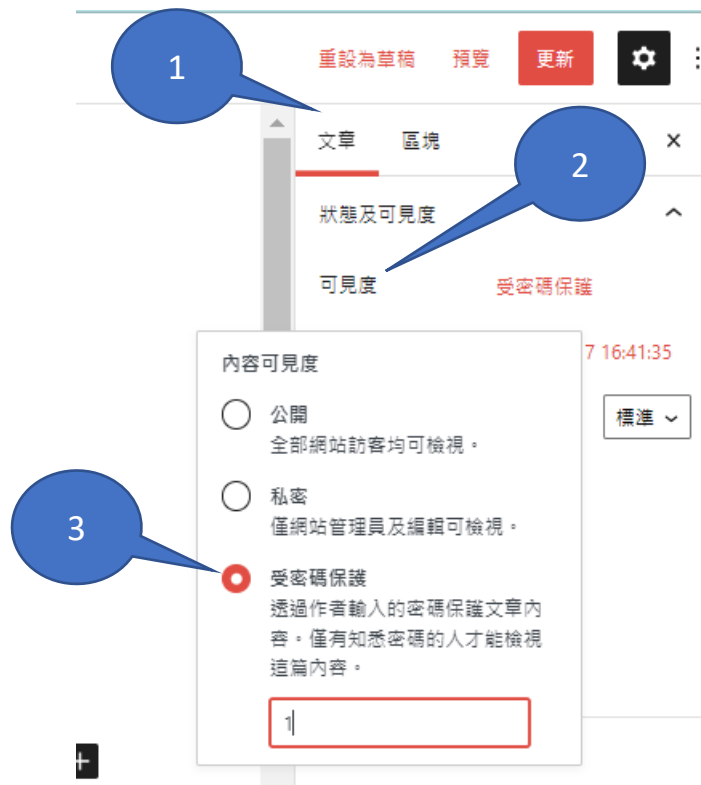 1
重設為草稿 預覽 更新
文章 區塊
2
狀態及可見度
可見度 受密碼保護
7 16:41:35
內容可見度
公開
標準
全部網站訪客均可檢視。
私密
僅網站管理員及編輯可檢視。
3
受密碼保護
透過作者輸入的密碼保護文章內
容。僅有知悉密碼的人才能檢視
這篇內容。
1